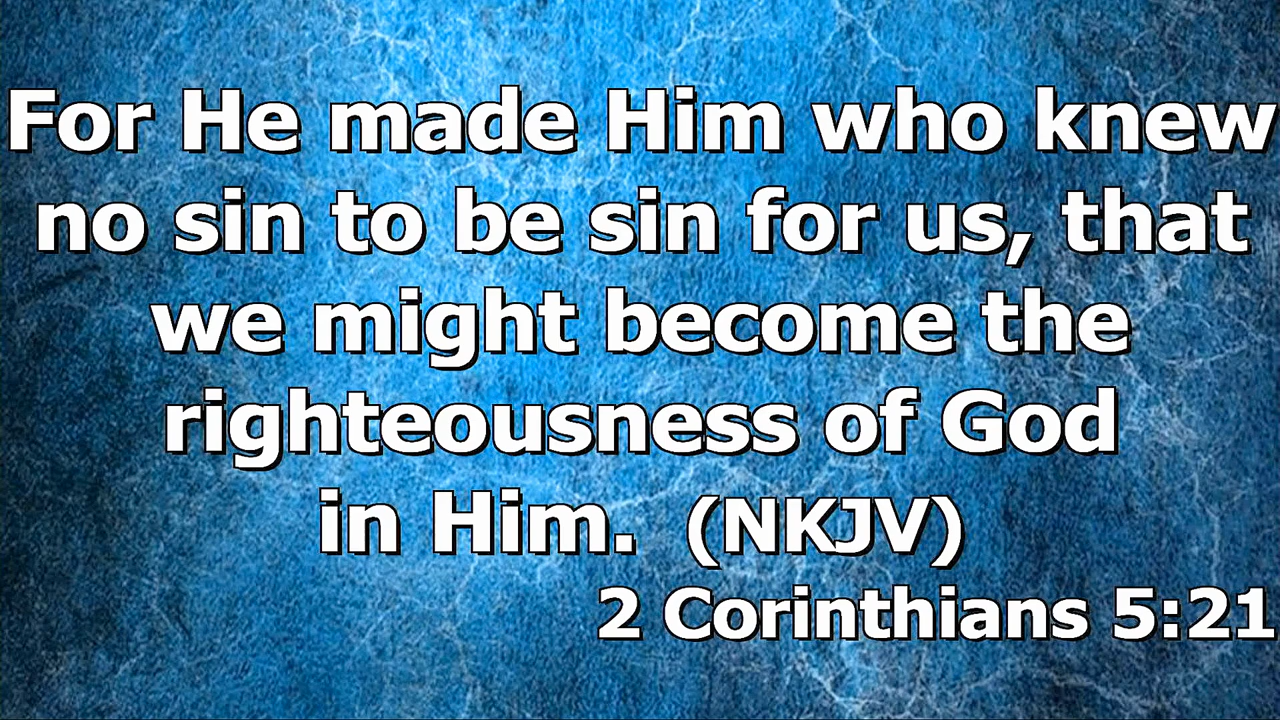 For He made Him who knew
no sin to be sin for us, that
we might become the
righteousness of God
in Him. (NKJV)
2 Corinthians 5:21